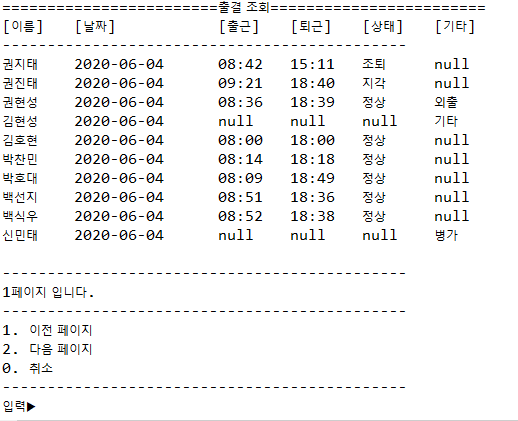 ========================출결 조회========================
[이름] [날짜] [출근] [퇴근] [상태] [기타]
---------------------------------------------
권지태 2020-06-04 08:42 15:11 조퇴 null
권진태 2020-06-04 09:21 18:40 지각 null
권현성 2020-06-04 08:36 18:39 정상 외출
김현성 2020-06-04 null null null 기타
김호현 2020-06-04 08:00 18:00 정상 null
박찬민 2020-06-04 08:14 18:18 정상 null
박호대 2020-06-04 08:09 18:49 정상 null
백선지 2020-06-04 08:51 18:36 정상 null
백식우 2020-06-04 08:52 18:38 정상 null
신민태 2020-06-04 null null null 병가
---------------------------------------------
1페이지 입니다.
---------------------------------------------
1. 이전 페이지
2. 다음 페이지
0. 취소
---------------------------------------------
입력▶